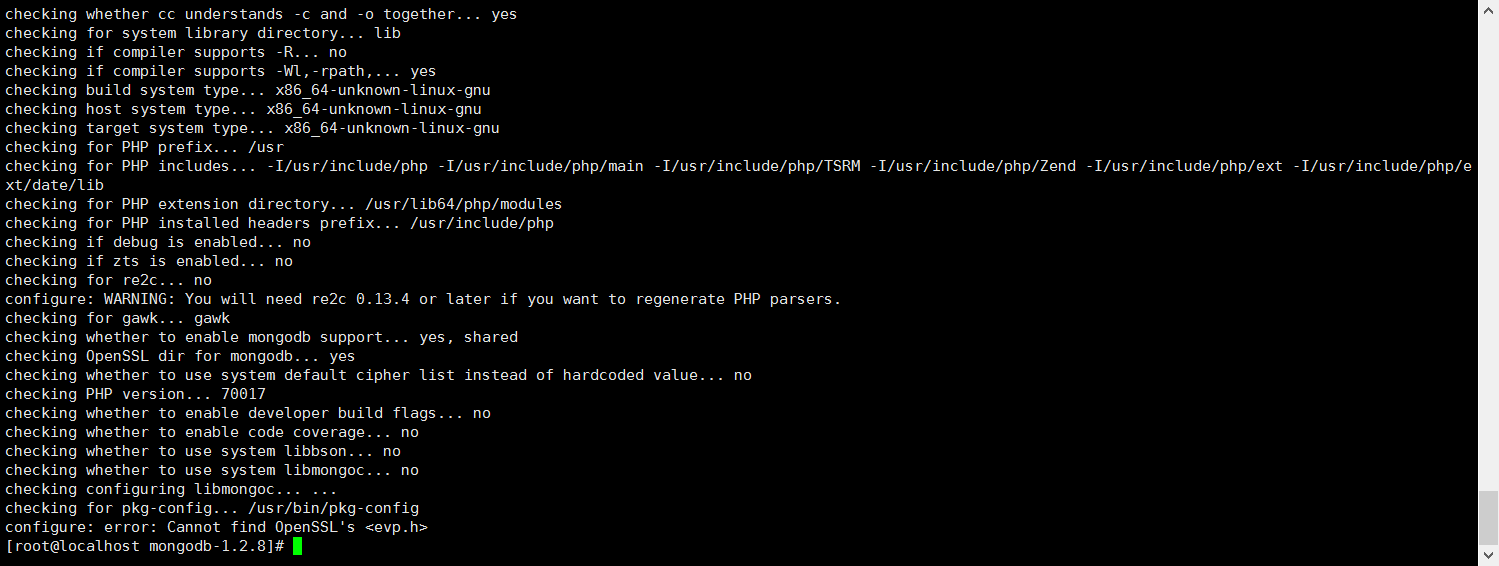 checking whether cc understands -c and -o together... yes
checking for system library directory... lib
checking if compiler supports -R... no
checking if compiler supports -Wl,-rpath,... yes
checking build system type... x86_64-unknown-linux-gnu
checking host system type... x86_64-unknown-linux-gnu
checking target system type... x86_64-unknown-linux-gnu
checking for PHP prefix... /usr
checking for PHP includes... -I/usr/include/php -I/usr/include/php/main -I/usr/include/php/TSRM -I/usr/include/php/Zend -I/usr/include/php/ext -I/usr/include/php/e
xt/date/lib
checking for PHP extension directory... /usr/lib64/php/modules
checking for PHP installed headers prefix... /usr/include/php
checking if debug is enabled... no
checking if zts is enabled... no
checking for re2c... no
configure: WARNING: You will need re2c 0.13.4 or later if you want to regenerate PHP parsers.
checking for gawk... gawk
checking whether to enable mongodb support... yes, shared
checking OpenSSL dir for mongodb... yes
checking whether to use system default cipher list instead of hardcoded value... no
checking PHP version... 70017
checking whether to enable developer build flags... no
checking whether to enable code coverage... no
checking whether to use system libbson... no
checking whether to use system libmongoc... no
checking configuring libmongoc... ...
checking for pkg-config... /usr/bin/pkg-config
configure: error: Cannot find OpenSSL's <evp.h>
[root@localhost mongodb-1.2.8]#